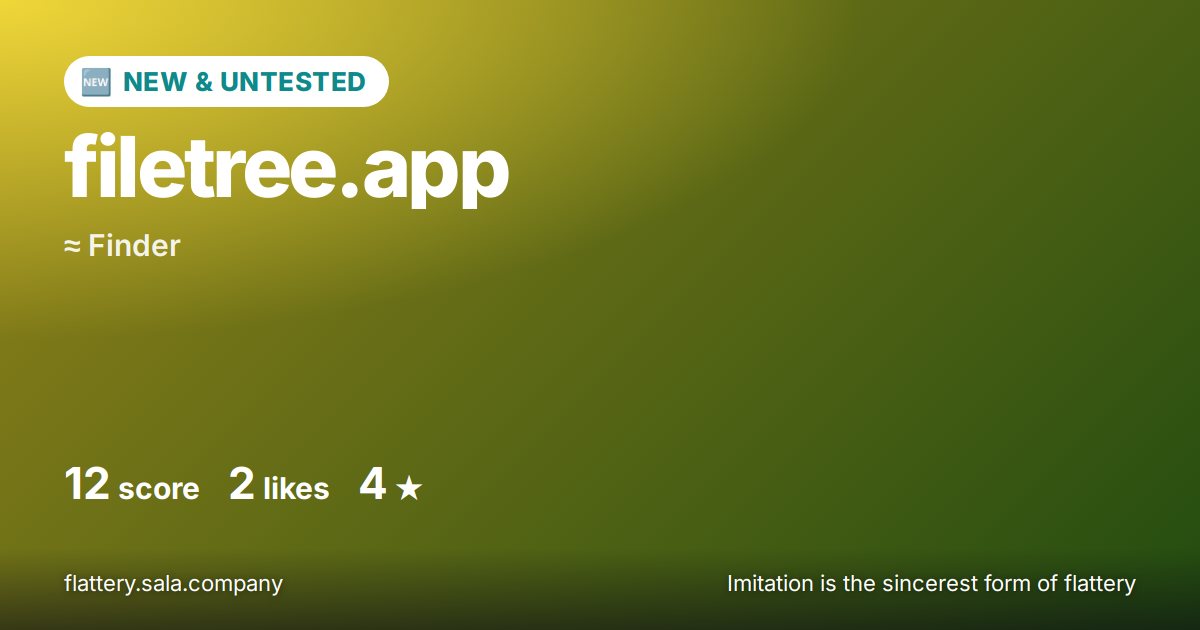 🆕 NEW & UNTESTED
filetree.app
≈ Finder
12 score 2 likes 4 ★
flattery.sala.company
Imitation is the sincerest form of flattery